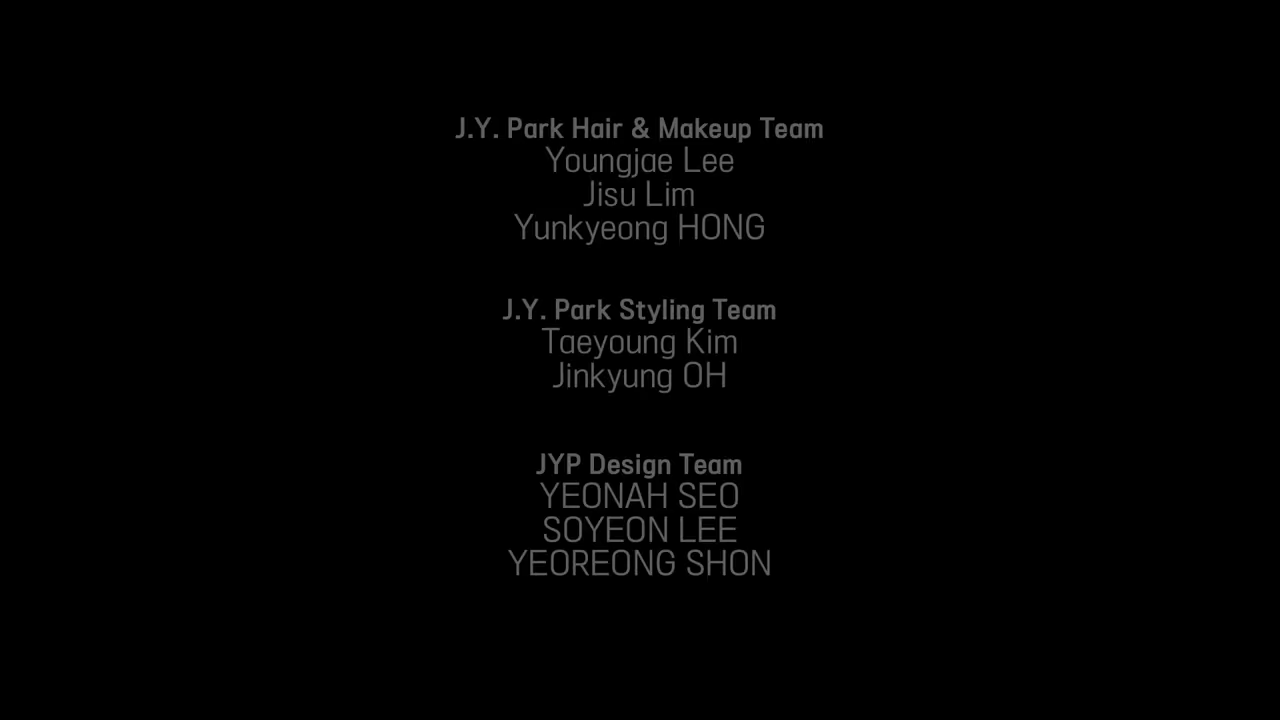 J.Y. Park Hair & Makeup Team
Youngjae Lee
Jisu Lim
Yunkyeong HONG
J.Y. Park Styling Team
Taeyoung Kim
Jinkyung OH
JYP Design Team
YEONAH SEO
SOYEON LEE
YEOREONG SHON